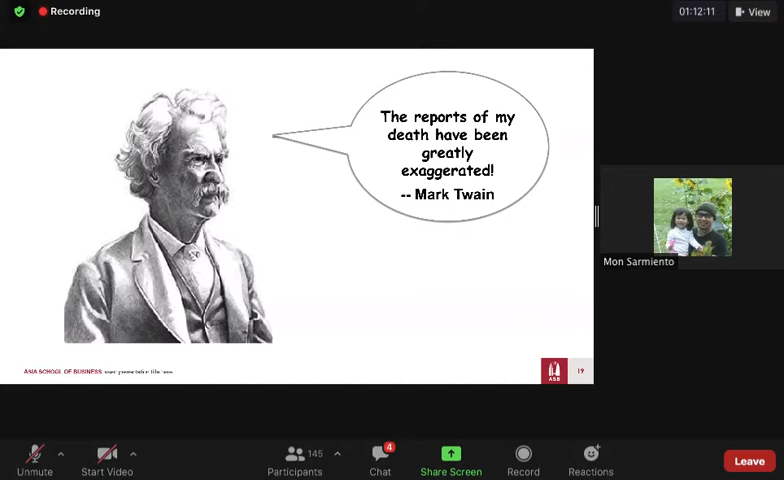 Recording
01:12:11
View
The reports of my
death have been
greatly
exaggerated!
-- Mark Twain
Mon Sarmiento
ASIA SCHOOL OF BUSINESS
ASB
19
4
145
Unmute
Start Video
Participants
Chat
Share Screen
Record
Reactions
Leave